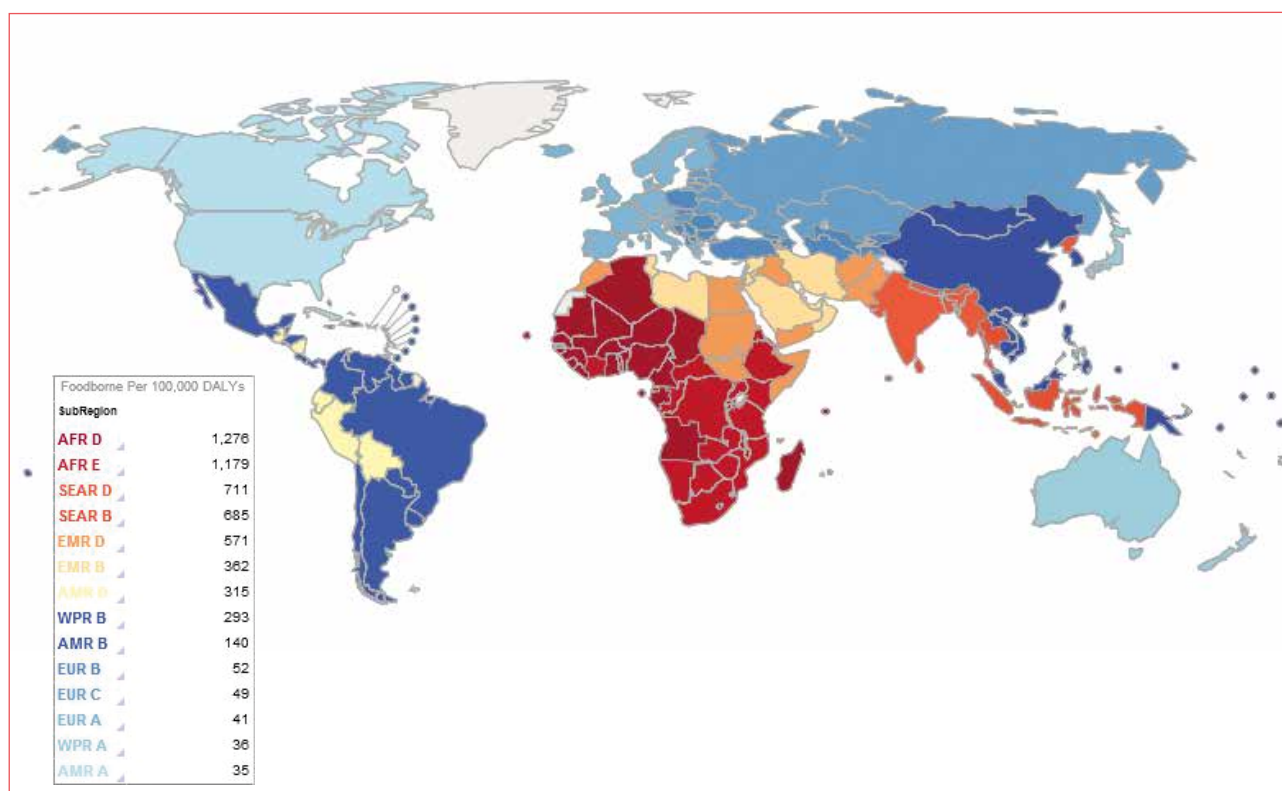 Foodborne Per 100,000 DALYs
SubRegion
AFR D 1,276
AFR E 1,179
SEAR D 711
SEAR B 685
EMR D 571
EMR B 362
AMR D 315
WPR B 293
AMR B 140
EUR B 52
EUR C 49
EUR A 41
WPR A 36
AMR A 35